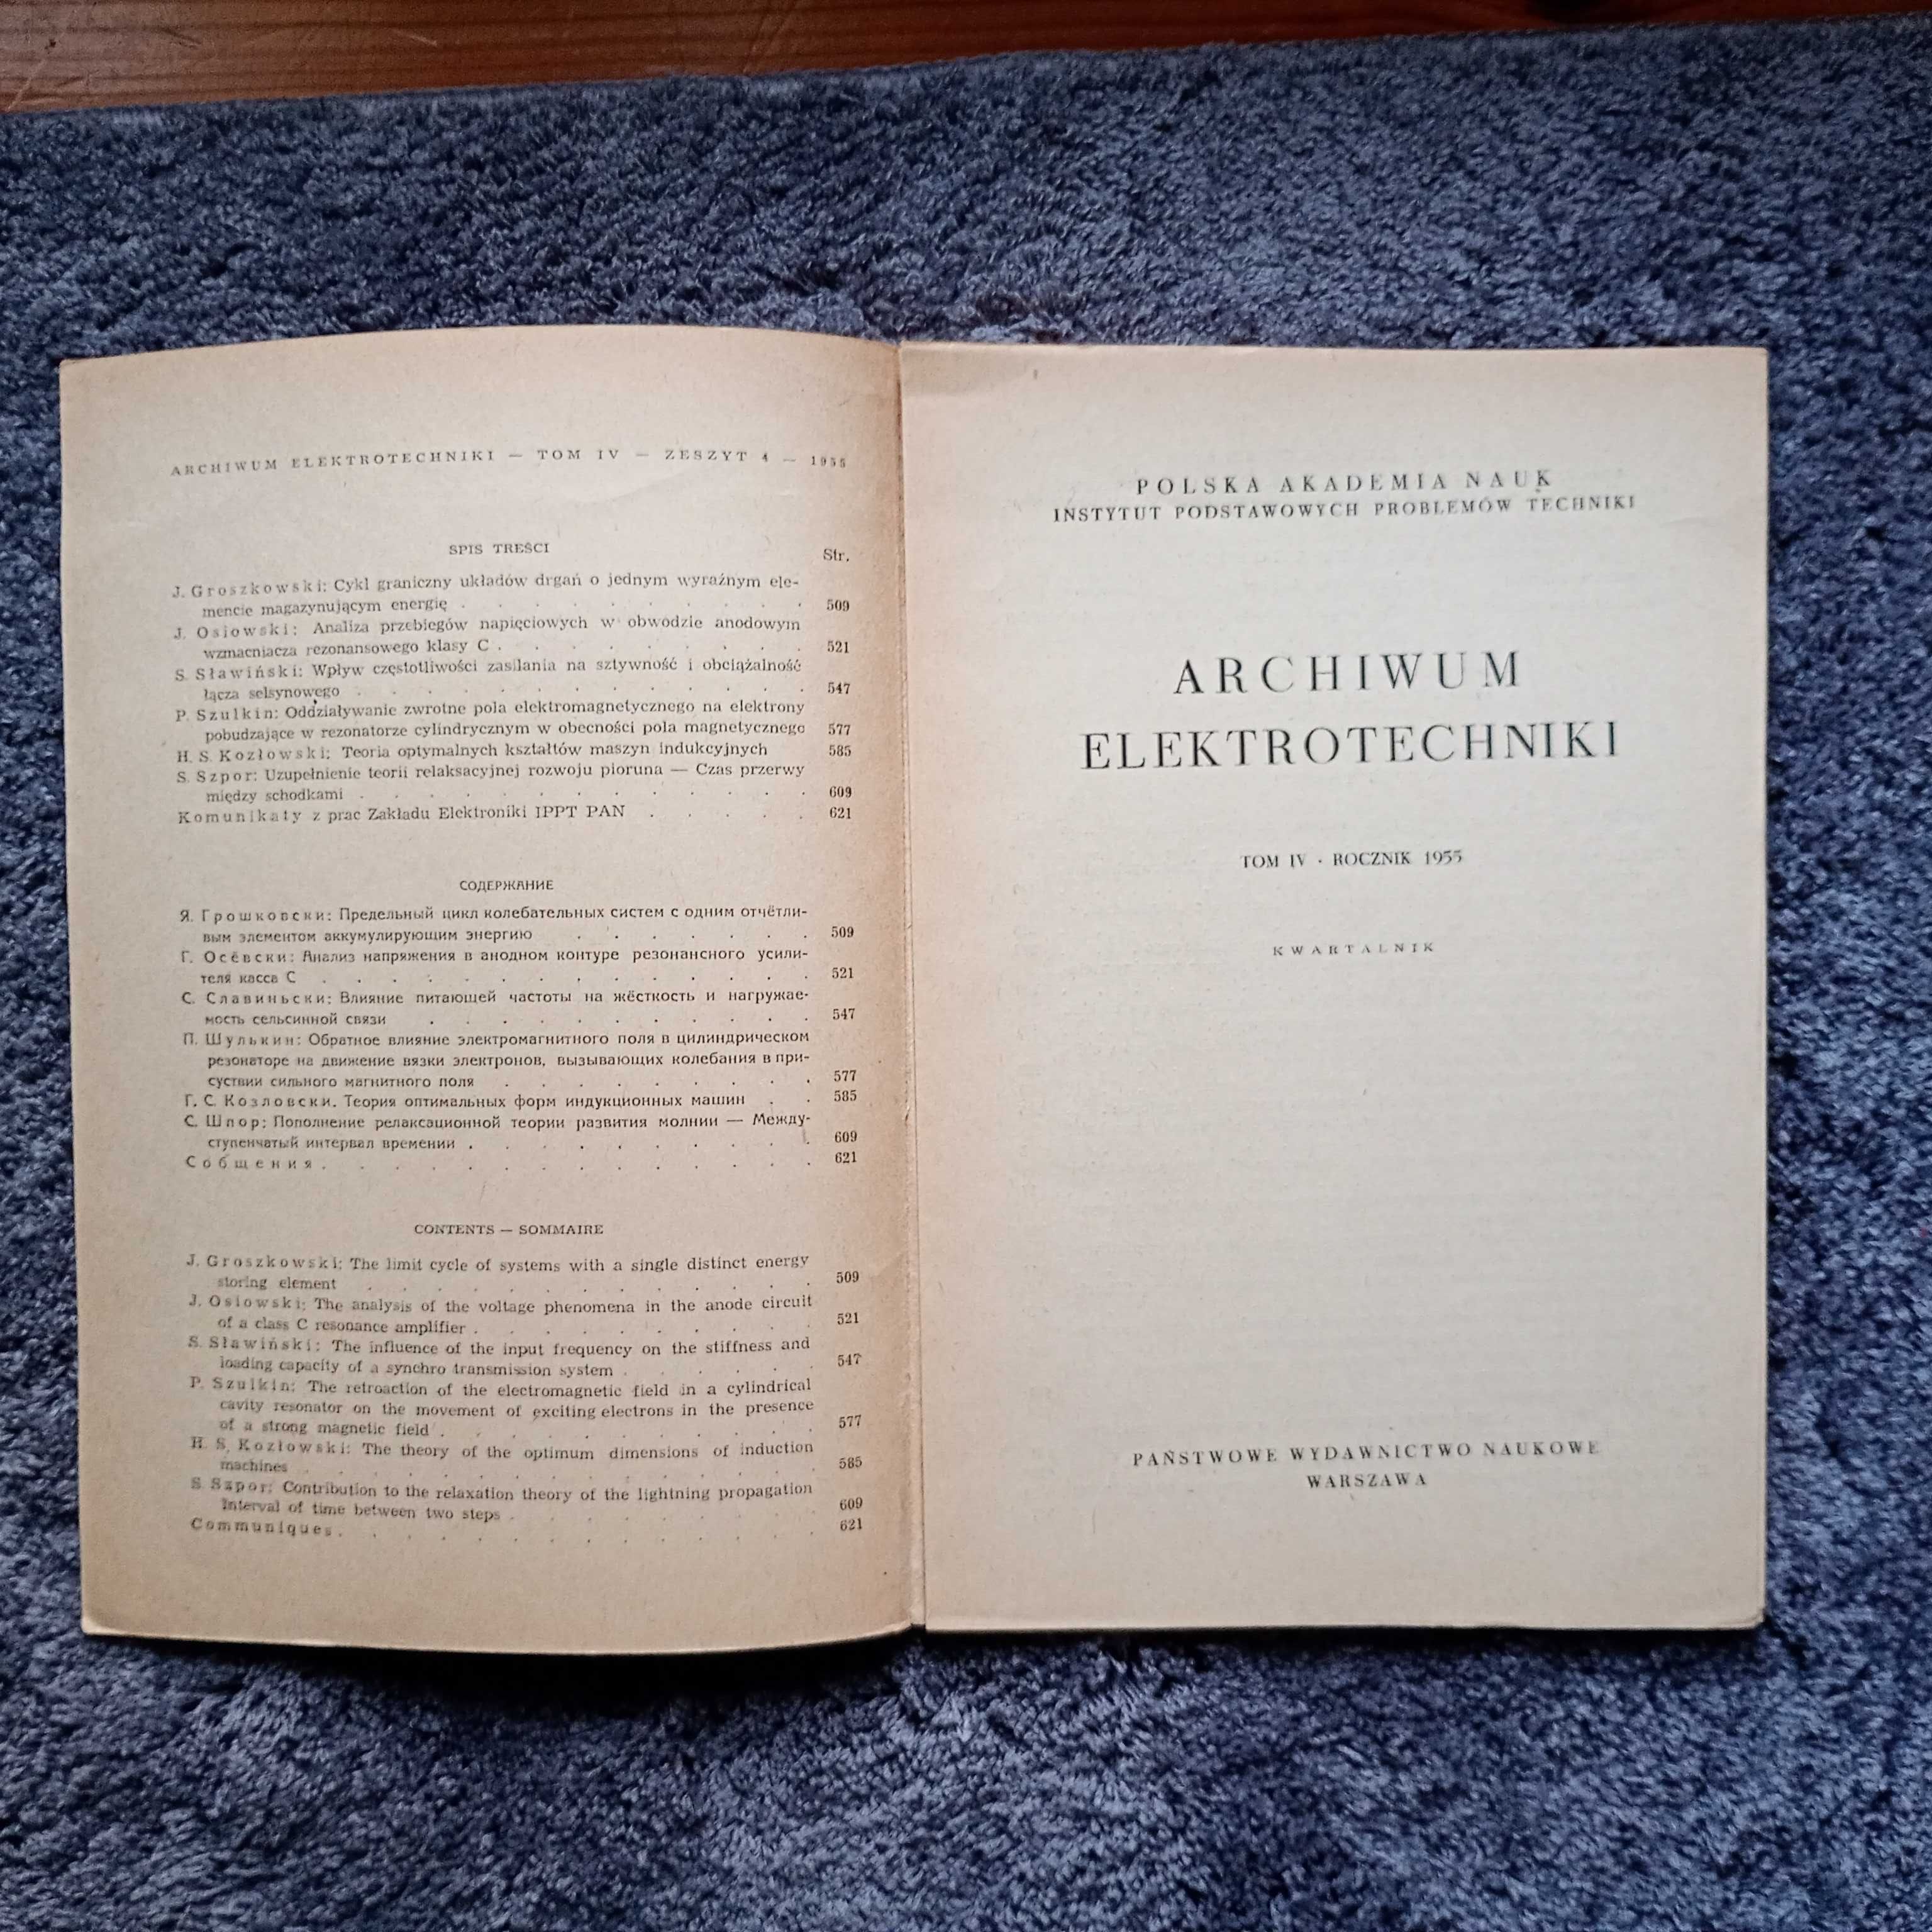 ARCHIWUM ELEKTROTECHNIKI — TOM IV — ZESZYT 4 — 1955
SPIS TREŚCI
Str.
J. Groszkowski: Cykl graniczny układów drgań o jednym wyraźnym ele-
mencie magazynującym energię . . . . . . . . . 509
J. Osiowski: Analiza przebiegów napięciowych w obwodzie anodowym
wzmacniacza rezonansowego klasy C . . . . . . . . 521
S. Sławiński: Wpływ częstotliwości zasilania na sztywność i obciążalność
łącza selsynowego . . . . . . . . . . . . 547
P. Szulkin: Oddziaływanie zwrotne pola elektromagnetycznego na elektrony
pobudzające w rezonatorze cylindrycznym w obecności pola magnetycznego 577
H. S. Kozłowski: Teoria optymalnych kształtów maszyn indukcyjnych 585
S. Szpor: Uzupełnienie teorii relaksacyjnej rozwoju pioruna — Czas przerwy
między schodkami . . . . . . . . . . . . 609
Komunikaty z prac Zakładu Elektroniki IPPT PAN . . . . . 621
СОДЕРЖАНИЕ
Я. Грошковски: Предельный цикл колебательных систем с одним отчётли-
вым элементом аккумулирующим энергию . . . . . . . 509
Г. Осёвски: Анализ напряжения в анодном контуре резонансного усили-
теля касса С . . . . . . . . . . . . . 521
С. Славиньски: Влияние питающей частоты на жёсткость и нагружае-
мость сельсинной связи . . . . . . . . . . . 547
П. Шулькин: Обратное влияние электромагнитного поля в цилиндрическом
резонаторе на движение вязки электронов, вызывающих колебания в при-
суствии сильного магнитного поля . . . . . . . . . 577
Г. С. Козловски. Теория оптимальных форм индукционных машин . . 585
С. Шпор: Пополнение релаксационной теории развития молнии — Между-
ступенчатый интервал времении . . . . . . . . . . 609
Собщения . . . . . . . . . . . . . . 621
CONTENTS — SOMMAIRE
J. Groszkowski: The limit cycle of systems with a single distinct energy
storing element . . . . . . . . . . . . 509
J. Osiowski: The analysis of the voltage phenomena in the anode circuit
of a class C resonance amplifier . . . . . . . . . 521
S. Sławiński: The influence of the input frequency on the stiffness and
loading capacity of a synchro transmission system . . . . . 547
P. Szulkin: The retroaction of the electromagnetic field in a cylindrical
cavity resonator on the movement of exciting electrons in the presence
of a strong magnetic field . . . . . . . . . . 577
H. S. Kozłowski: The theory of the optimum dimensions of induction
machines . . . . . . . . . . . . . . 585
S Szpor: Contribution to the relaxation theory of the lightning propagation
Interval of time between two steps . . . . . . . . 609
Communiques . . . . . . . . . . . . . 621
POLSKA AKADEMIA NAUK
INSTYTUT PODSTAWOWYCH PROBLEMÓW TECHNIKI
ARCHIWUM
ELEKTROTECHNIKI
TOM IV · ROCZNIK 1955
KWARTALNIK
PAŃSTWOWE WYDAWNICTWO NAUKOWE
WARSZAWA